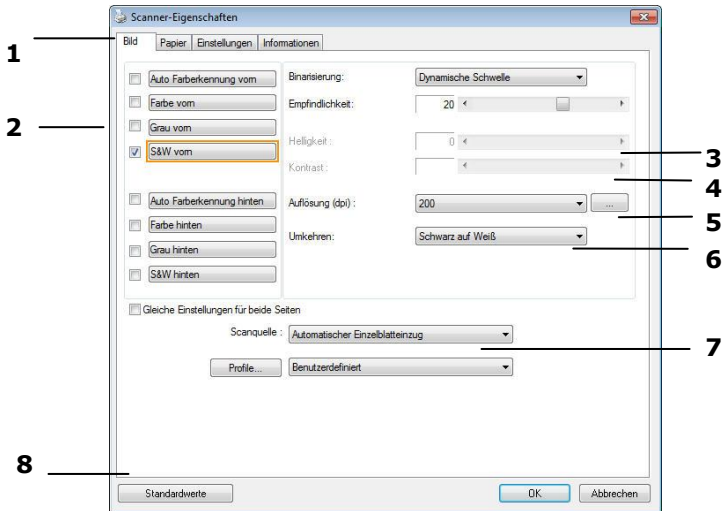 Scanner-Eigenschaften
Bild Papier Einstellungen Informationen
1
Auto Farberkennung vorn Binarisierung: Dynamische Schwelle
Farbe vorn Empfindlichkeit: 20
2 Grau vorn
S&W vorn Helligkeit : 0 3
Kontrast : 4
Auto Farberkennung hinten Auflösung (dpi) : 200 ... 5
Farbe hinten Umkehren: Schwarz auf Weiß 6
Grau hinten
S&W hinten
Gleiche Einstellungen für beide Seiten
Scanquelle : Automatischer Einzelblatteinzug 7
Profile... Benutzerdefiniert
8
Standardwerte OK Abbrechen